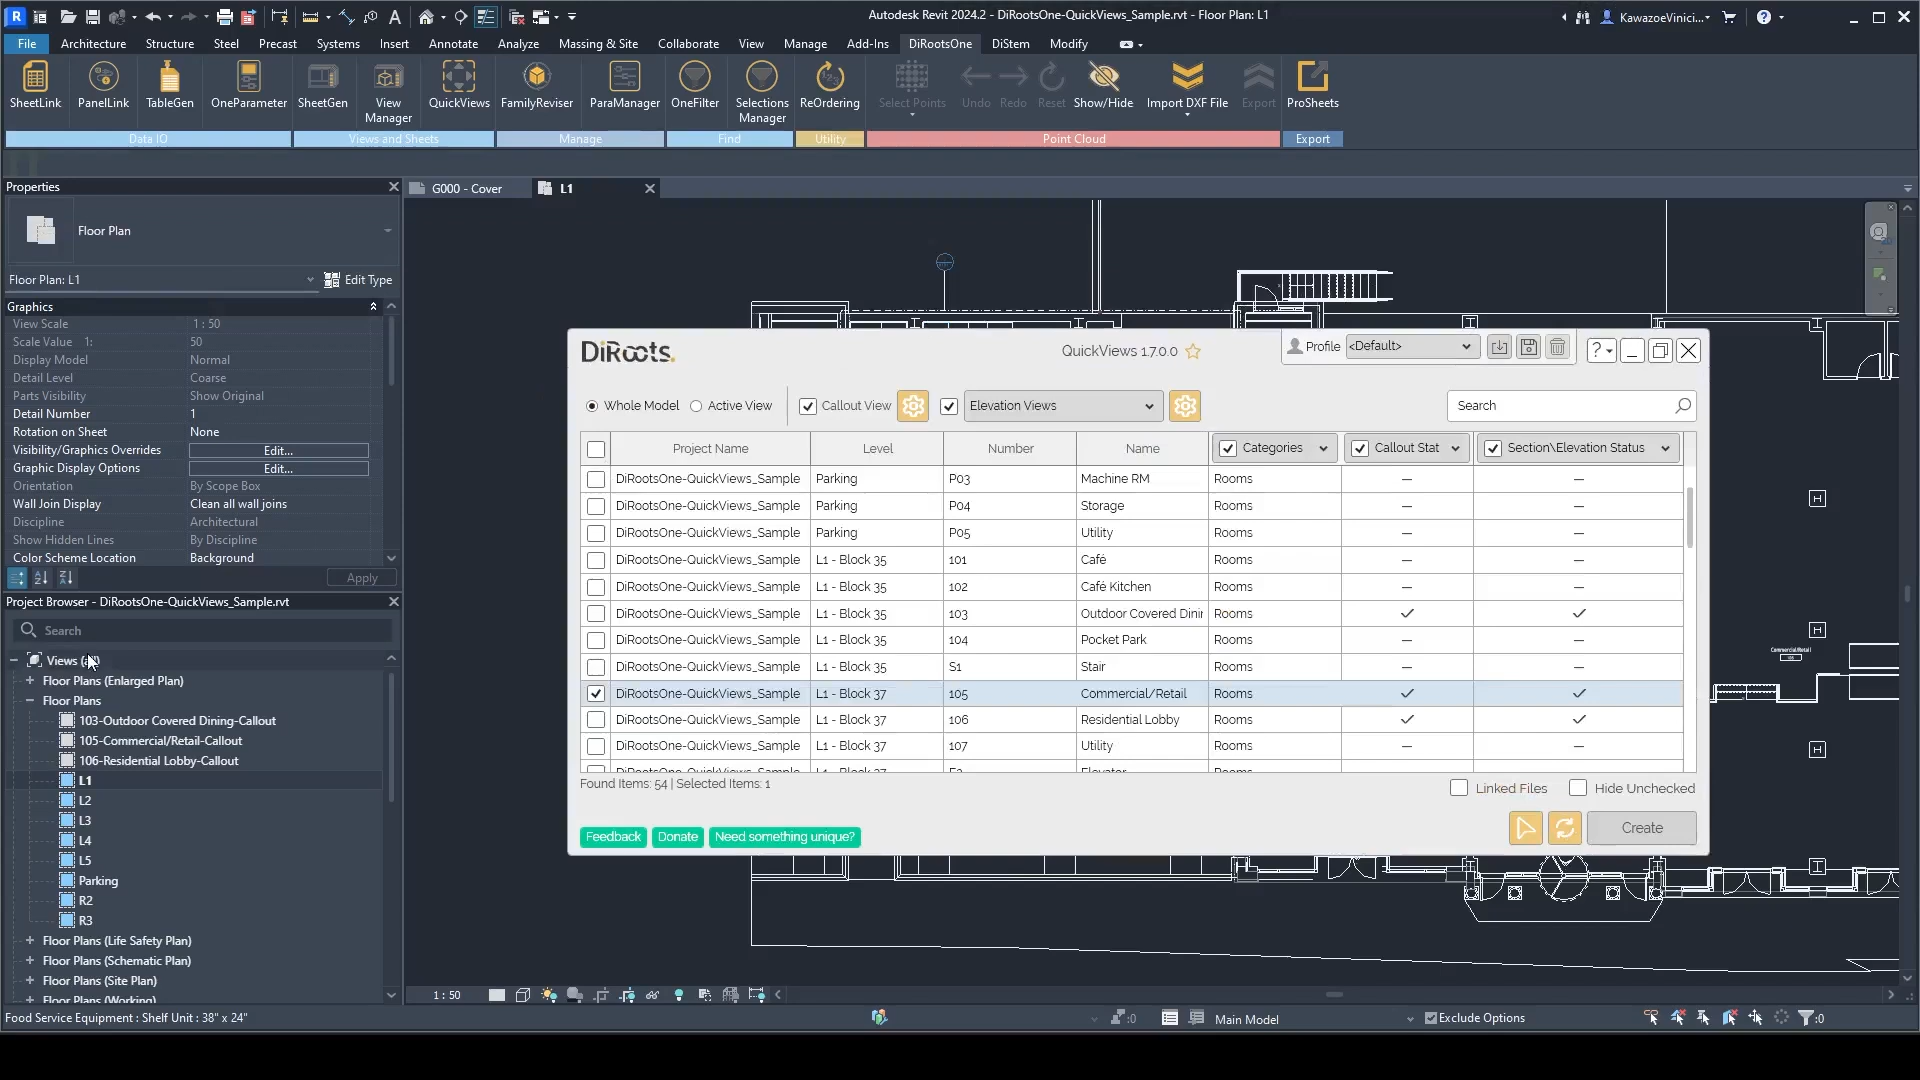 Autodesk Revit 2024.2 - DiRootsOne-QuickViews_Sample.rvt - Floor Plan: L1
KawazoeVinici...
File Architecture Structure Steel Precast Systems Insert Annotate Analyze Massing & Site Collaborate View Manage Add-Ins DiRootsOne DiStem Modify
SheetLink PanelLink TableGen OneParameter SheetGen View Manager QuickViews FamilyReviser ParaManager OneFilter Selections Manager ReOrdering Select Points Undo Redo Reset Show/Hide Import DXF File Export ProSheets
Data IO Views and Sheets Manage Find Utility Point Cloud Export
Properties
G000 - Cover L1
Floor Plan
Floor Plan: L1 Edit Type
Graphics
View Scale 1 : 50
Scale Value 1: 50
Display Model Normal
Detail Level Coarse
Parts Visibility Show Original
Detail Number 1
Rotation on Sheet None
Visibility/Graphics Overrides Edit...
Graphic Display Options Edit...
Orientation By Scope Box
Wall Join Display Clean all wall joins
Discipline Architectural
Show Hidden Lines By Discipline
Color Scheme Location Background
Apply
Project Browser - DiRootsOne-QuickViews_Sample.rvt
Search
Views (all)
Floor Plans (Enlarged Plan)
Floor Plans
103-Outdoor Covered Dining-Callout
105-Commercial/Retail-Callout
106-Residential Lobby-Callout
L1
L2
L3
L4
L5
Parking
R2
R3
Floor Plans (Life Safety Plan)
Floor Plans (Schematic Plan)
Floor Plans (Site Plan)
Floor Plans (Working)
DiRoots.
QuickViews 1.7.0.0
Profile <Default>
Whole Model Active View Callout View Elevation Views Search
Project Name Level Number Name Categories Callout Stat Section\Elevation Status
DiRootsOne-QuickViews_Sample Parking P03 Machine RM Rooms – –
DiRootsOne-QuickViews_Sample Parking P04 Storage Rooms – –
DiRootsOne-QuickViews_Sample Parking P05 Utility Rooms – –
DiRootsOne-QuickViews_Sample L1 - Block 35 101 Café Rooms – –
DiRootsOne-QuickViews_Sample L1 - Block 35 102 Café Kitchen Rooms – –
DiRootsOne-QuickViews_Sample L1 - Block 35 103 Outdoor Covered Dinir Rooms
DiRootsOne-QuickViews_Sample L1 - Block 35 104 Pocket Park Rooms – –
DiRootsOne-QuickViews_Sample L1 - Block 35 S1 Stair Rooms – –
DiRootsOne-QuickViews_Sample L1 - Block 37 105 Commercial/Retail Rooms
DiRootsOne-QuickViews_Sample L1 - Block 37 106 Residential Lobby Rooms
DiRootsOne-QuickViews_Sample L1 - Block 37 107 Utility Rooms – –
Found Items: 54 | Selected Items: 1
Linked Files Hide Unchecked
Feedback Donate Need something unique?
Create
Commercial/Retail
H
H
H
1 : 50
Food Service Equipment : Shelf Unit : 38" x 24"
:0 Main Model Exclude Options :0